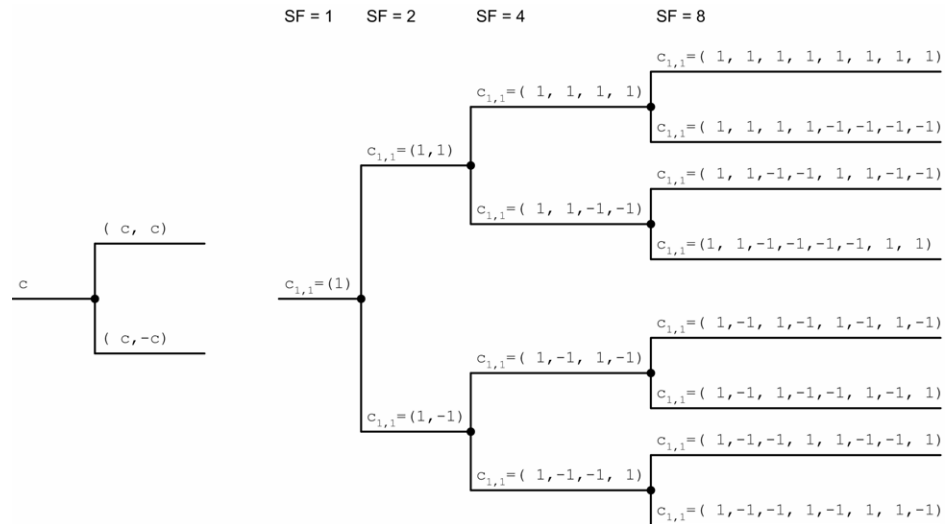 SF = 1 SF = 2 SF = 4 SF = 8
c1,1=( 1, 1, 1, 1, 1, 1, 1, 1)
c1,1=( 1, 1, 1, 1)
c1,1=( 1, 1, 1, 1,-1,-1,-1,-1)
c1,1=(1,1)
c1,1=( 1, 1,-1,-1, 1, 1,-1,-1)
c1,1=( 1, 1,-1,-1)
( c, c)
c1,1=(1, 1,-1,-1,-1,-1, 1, 1)
c
c1,1=(1)
c1,1=( 1,-1, 1,-1, 1,-1, 1,-1)
( c,-c)
c1,1=( 1,-1, 1,-1)
c1,1=( 1,-1, 1,-1,-1, 1,-1, 1)
c1,1=(1,-1)
c1,1=( 1,-1,-1, 1, 1,-1,-1, 1)
c1,1=( 1,-1,-1, 1)
c1,1=( 1,-1,-1, 1,-1, 1, 1,-1)